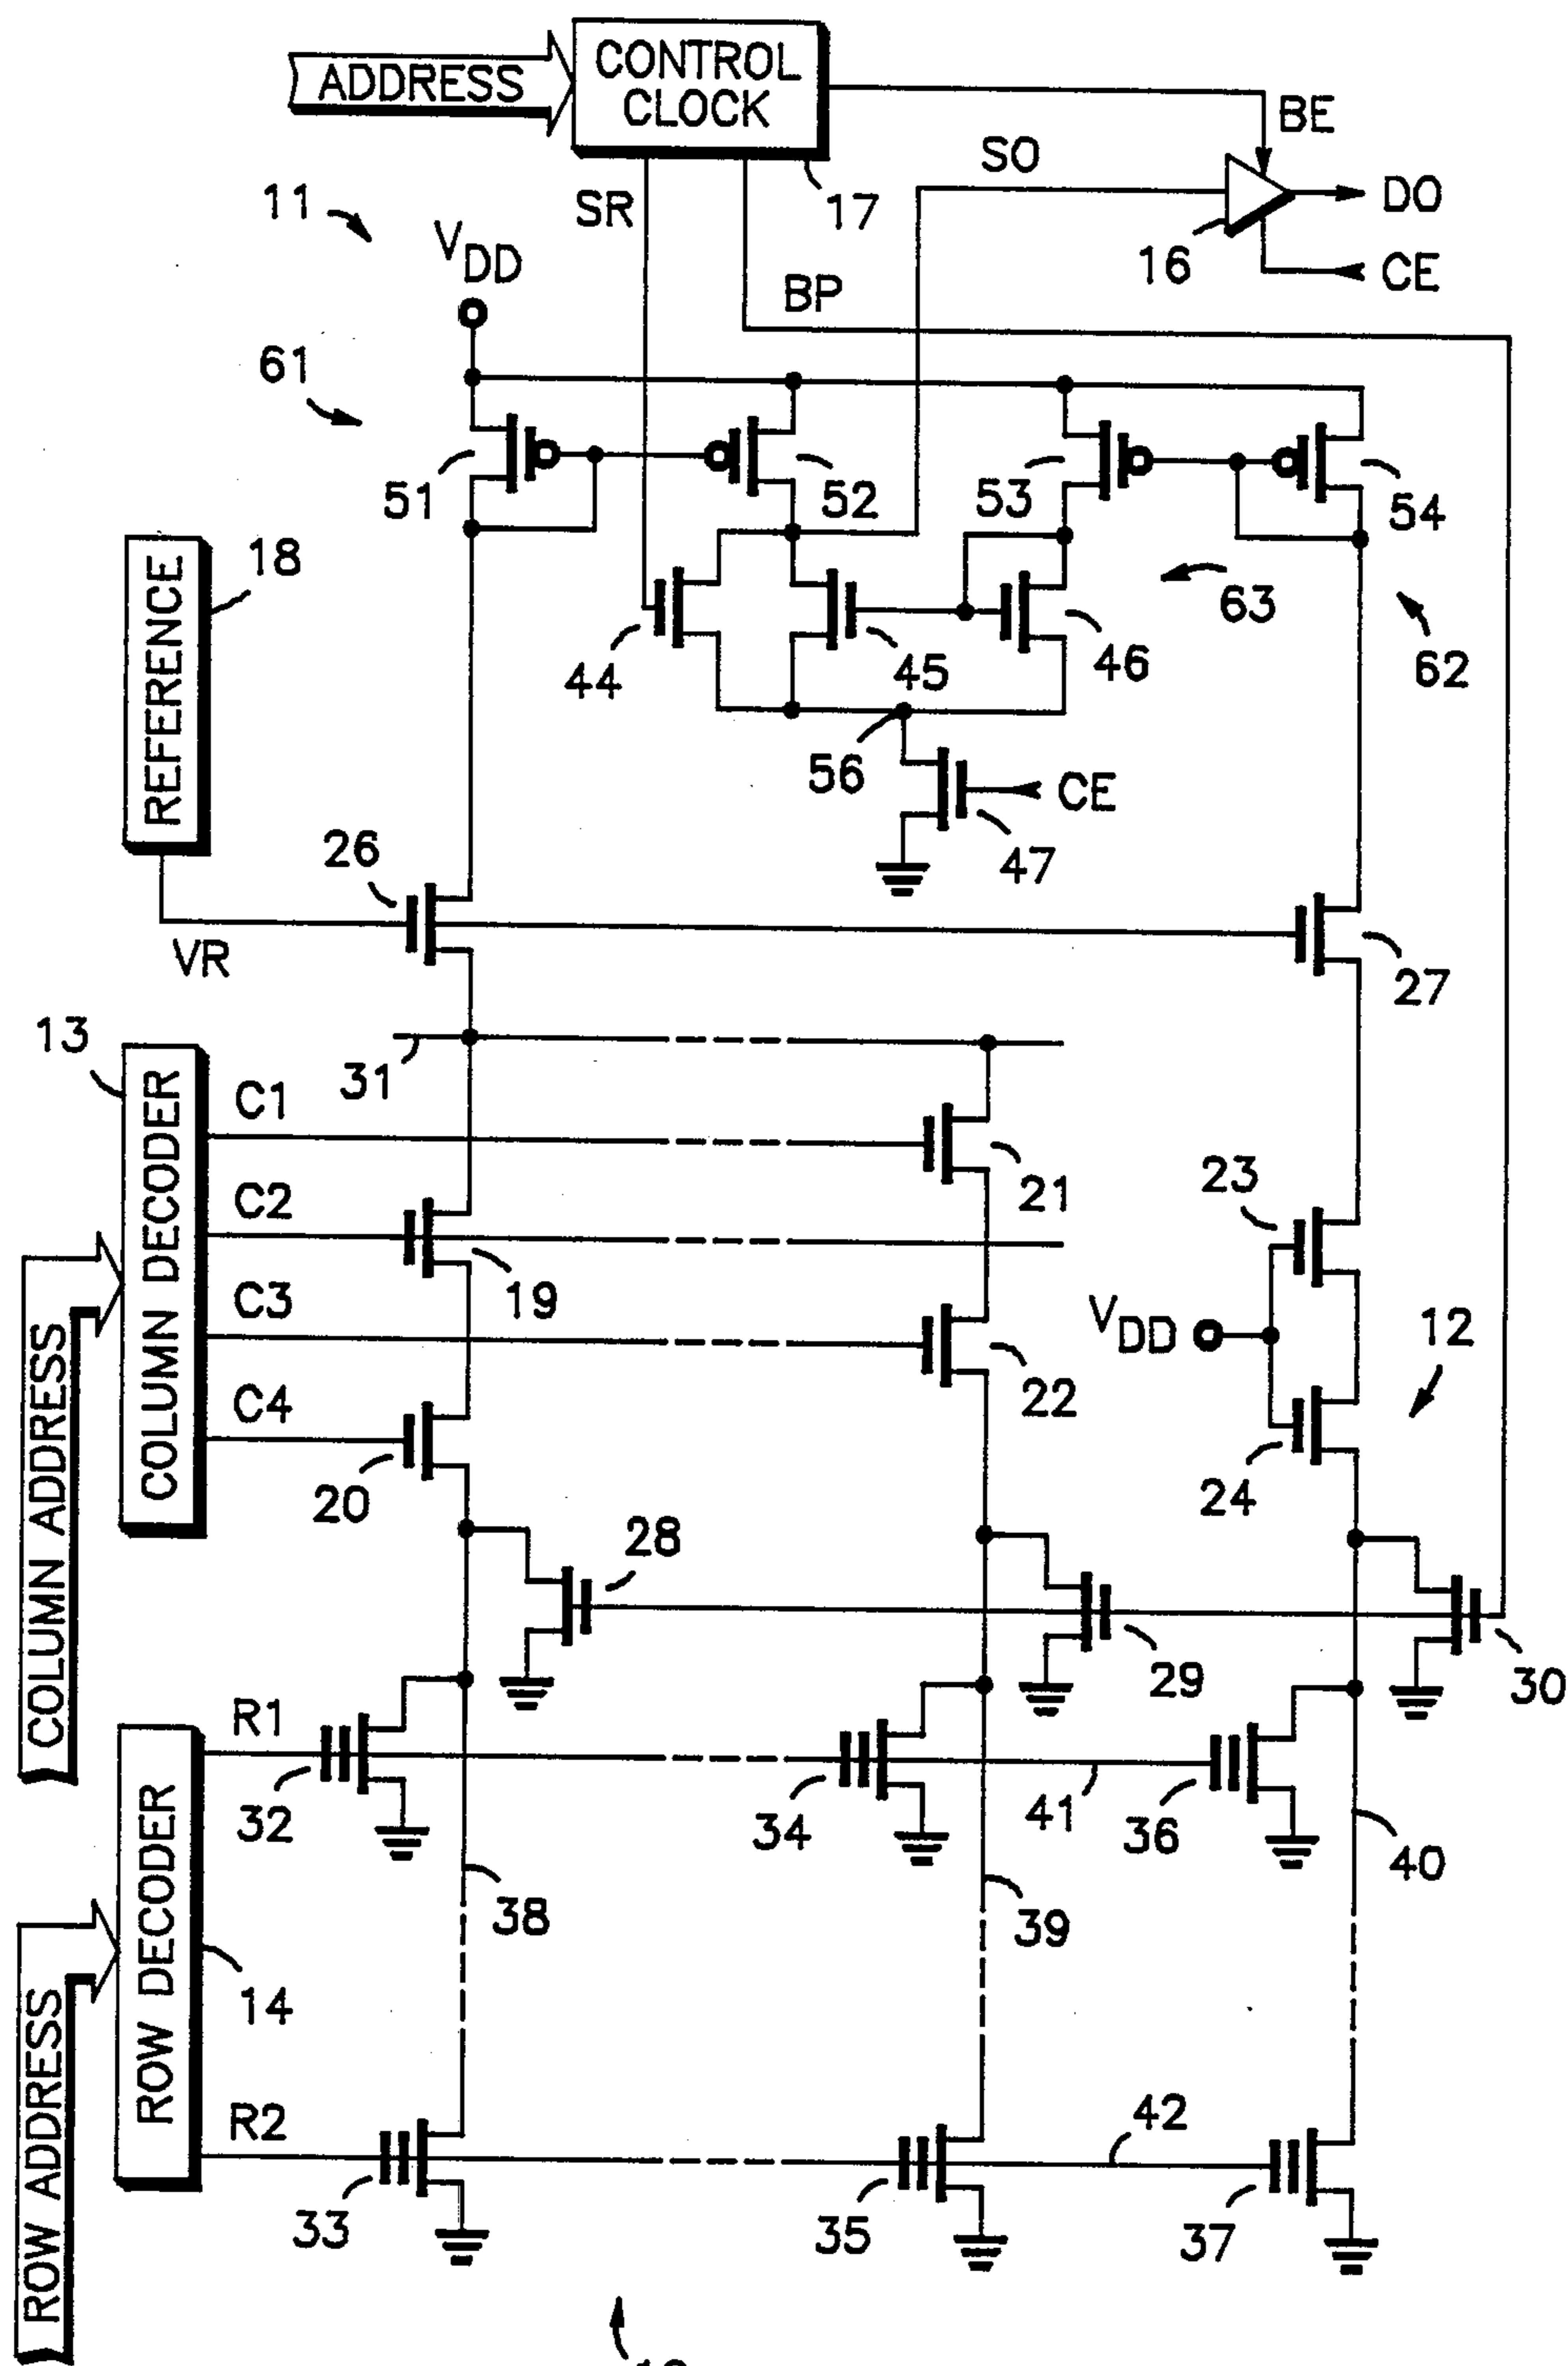 ADDRESS
CONTROL
CLOCK
BE
SO
DO
SR
17
16
11
VDD
CE
BP
61
51
52
53
54
18
REFERENCE
63
44
45
46
62
56
CE
47
26
VR
27
13
31
C1
COLUMN DECODER
21
23
C2
19
C3
VDD
12
22
C4
20
24
COLUMN ADDRESS
28
29
30
R1
32
34
41
36
40
ROW DECODER
38
39
14
ROW ADDRESS
R2
42
33
35
37